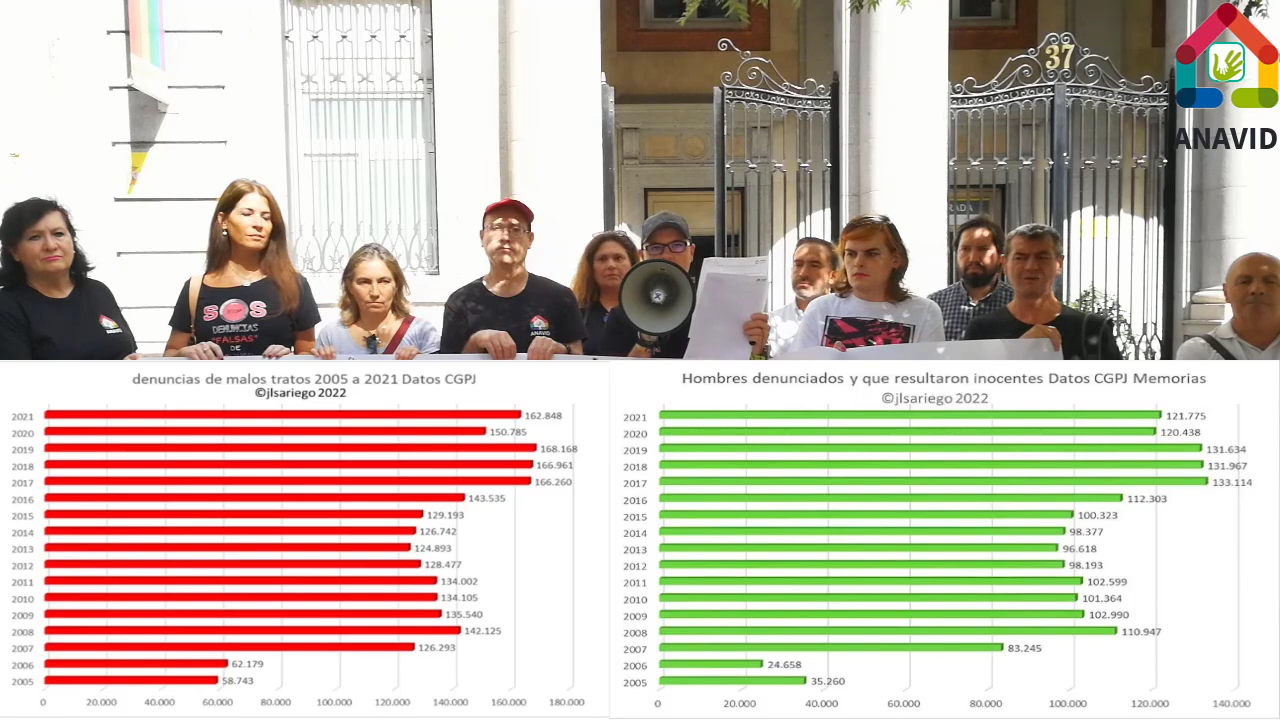 37
ANAVID
SOS
DENUNCIAS
"FALSAS"
DE
ANAVID
denuncias de malos tratos 2005 a 2021 Datos CGPJ
©jlsariego 2022
2021 162.848
2020 150.785
2019 168.168
2018 166.961
2017 166.260
2016 143.535
2015 129.193
2014 126.742
2013 124.893
2012 128.477
2011 134.002
2010 134.105
2009 135.540
2008 142.125
2007 126.293
2006 62.179
2005 58.743
0 20.000 40.000 60.000 80.000 100.000 120.000 140.000 160.000 180.000
Hombres denunciados y que resultaron inocentes Datos CGPJ Memorias
©jlsariego 2022
2021 121.775
2020 120.438
2019 131.634
2018 131.967
2017 133.114
2016 112.303
2015 100.323
2014 98.377
2013 96.618
2012 98.193
2011 102.599
2010 101.364
2009 102.990
2008 110.947
2007 83.245
2006 24.658
2005 35.260
0 20.000 40.000 60.000 80.000 100.000 120.000 140.000